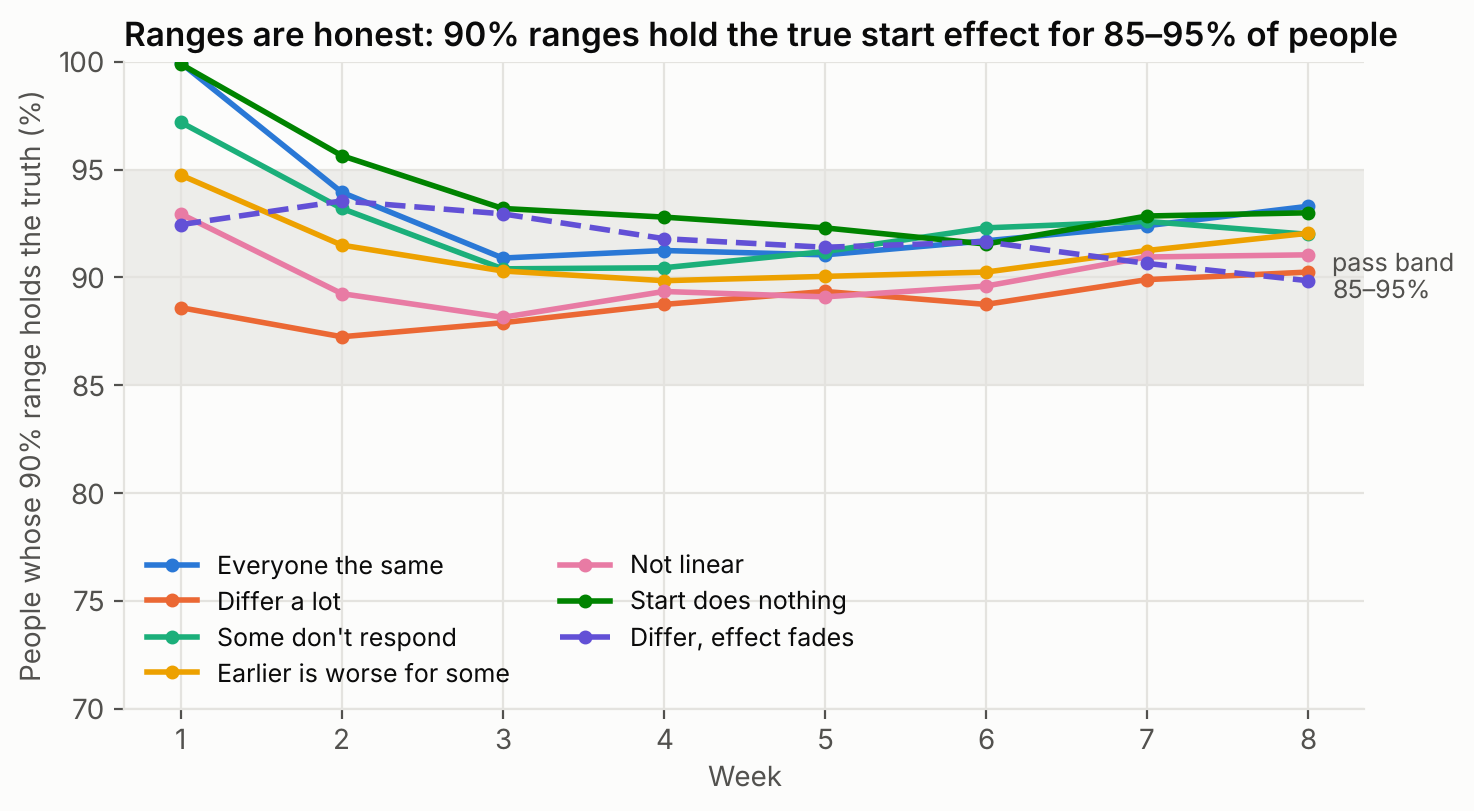 Ranges are honest: 90% ranges hold the true start effect for 85–95% of people
People whose 90% range holds the truth (%)
100
95
90
85
80
75
70
pass band
85–95%
Everyone the same
Differ a lot
Some don't respond
Earlier is worse for some
Not linear
Start does nothing
Differ, effect fades
1 2 3 4 5 6 7 8
Week